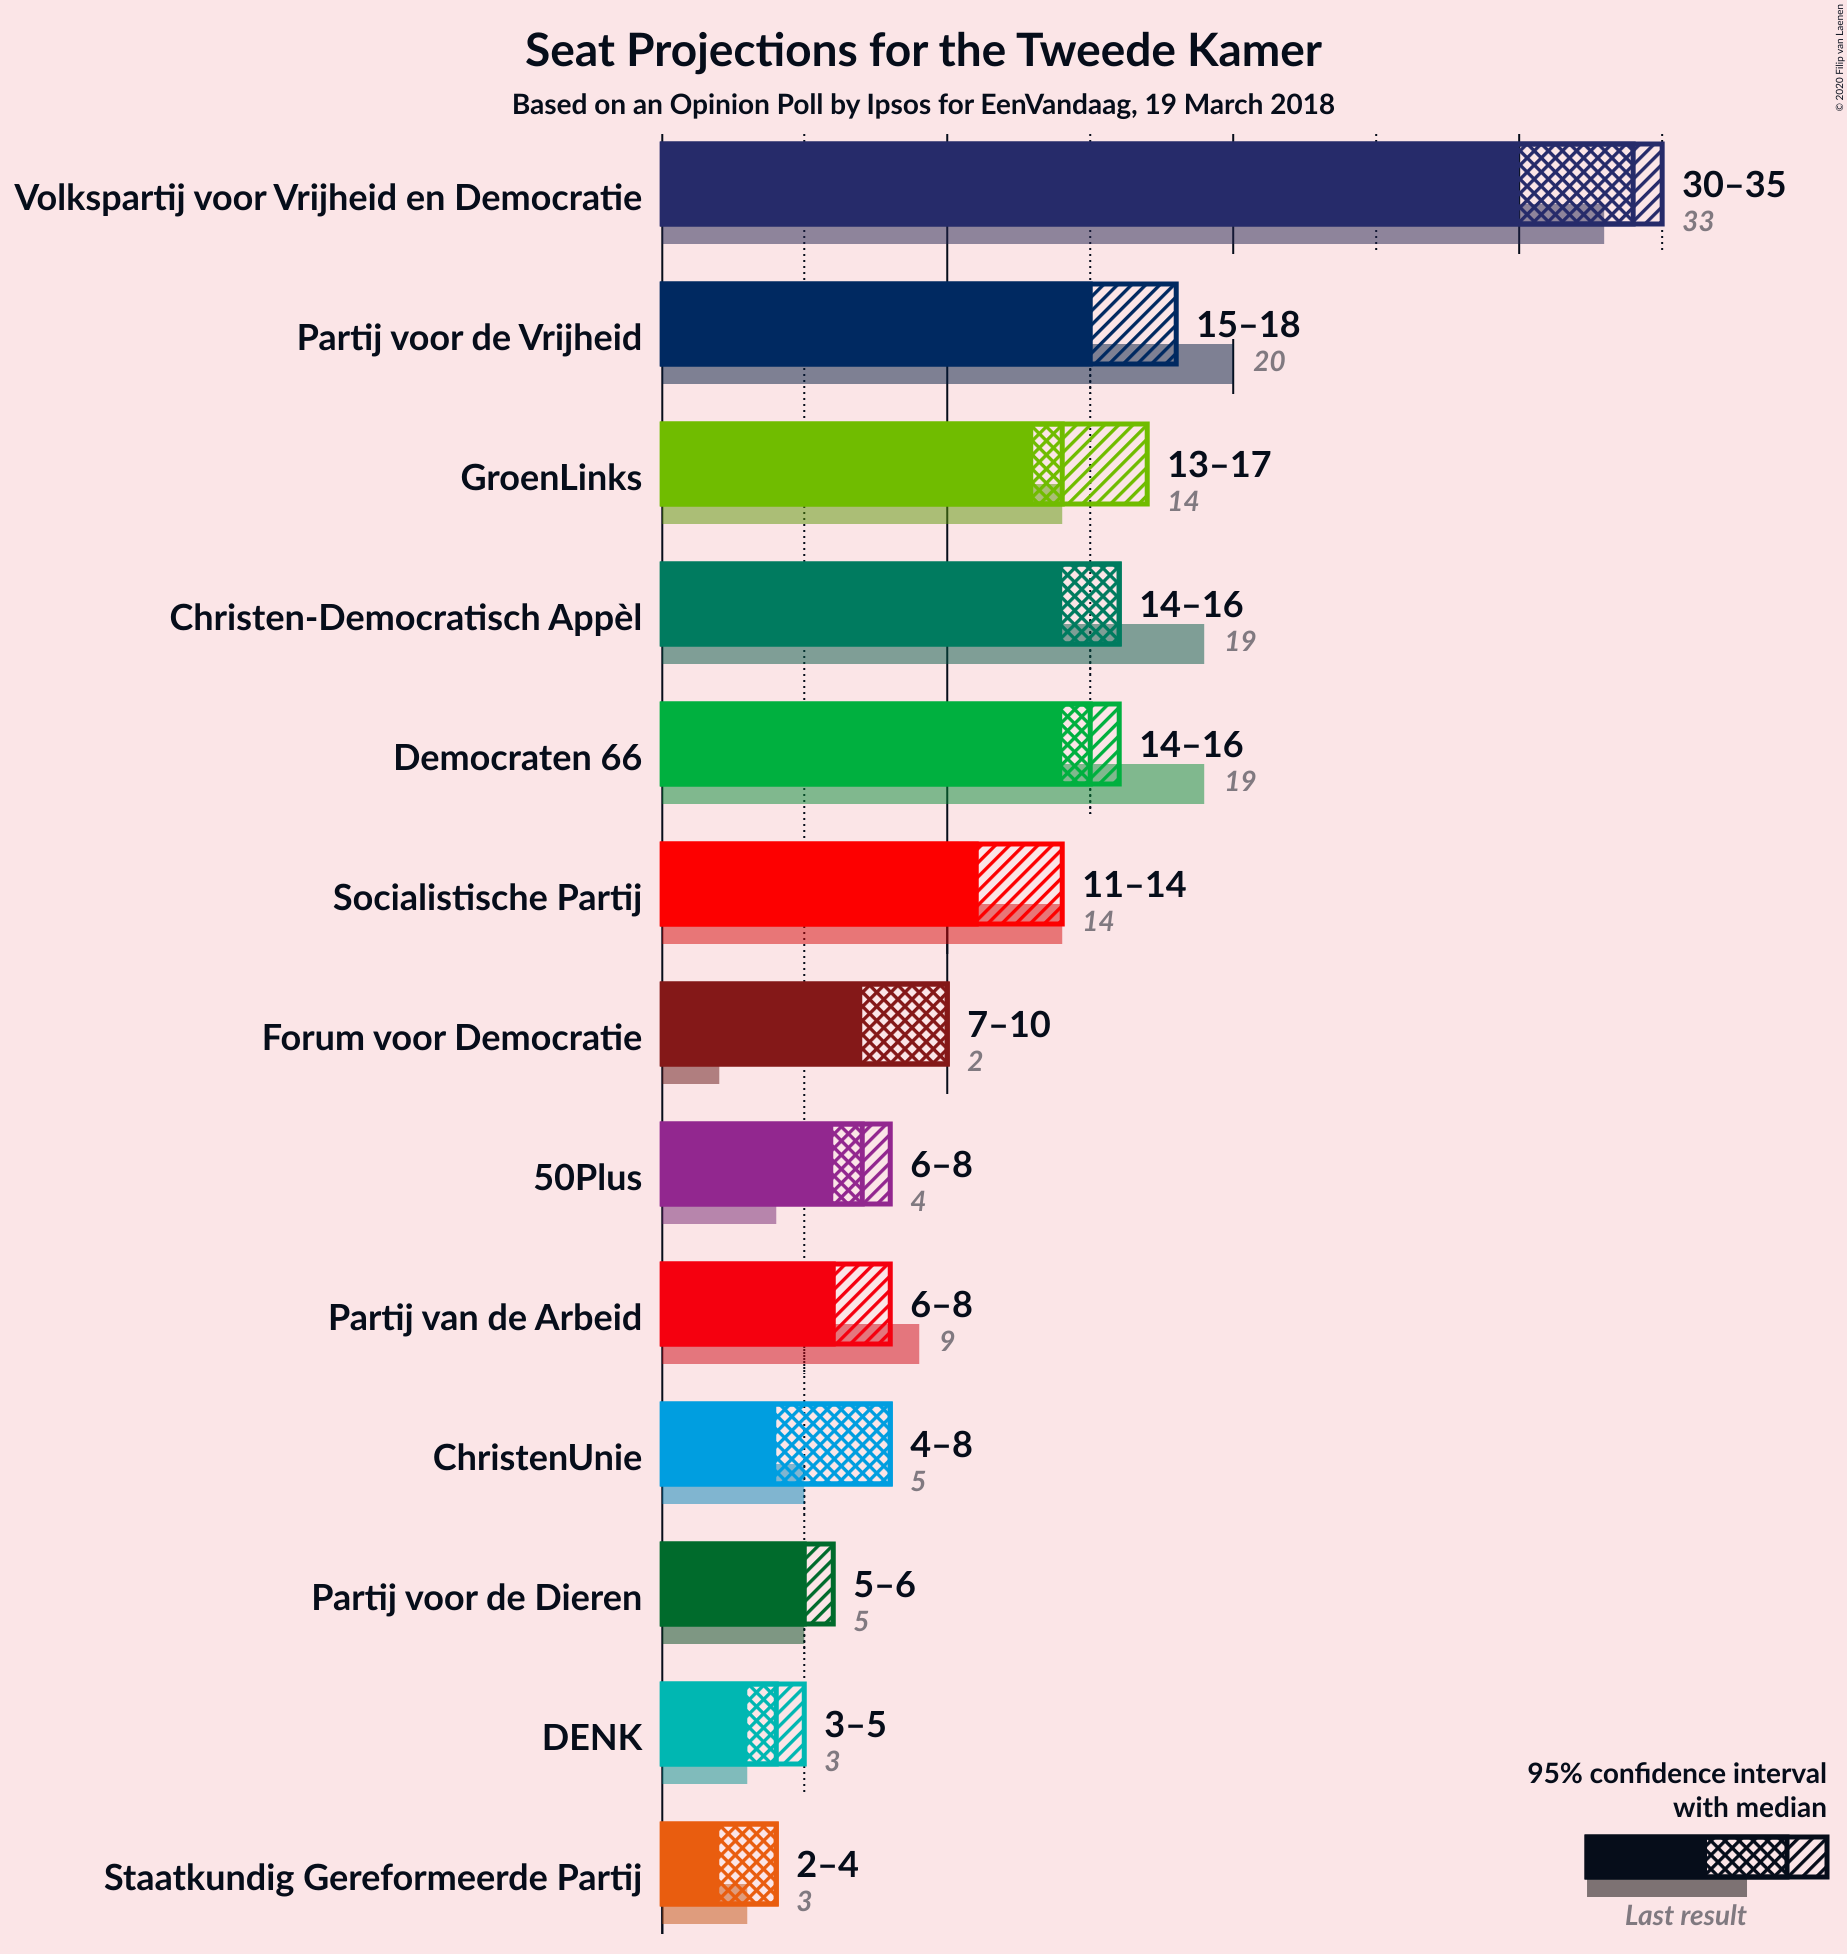 Seat Projections for the Tweede Kamer
Based on an Opinion Poll by Ipsos for EenVandaag, 19 March 2018
© 2020 Filip van Laenen
Volkspartij voor Vrijheid en Democratie
30–35
33
Partij voor de Vrijheid
15–18
20
GroenLinks
13–17
14
Christen-Democratisch Appèl
14–16
19
Democraten 66
14–16
19
Socialistische Partij
11–14
14
Forum voor Democratie
7–10
2
50Plus
6–8
4
Partij van de Arbeid
6–8
9
ChristenUnie
4–8
5
Partij voor de Dieren
5–6
5
DENK
3–5
3
Staatkundig Gereformeerde Partij
2–4
3
95% confidence interval
with median
Last result